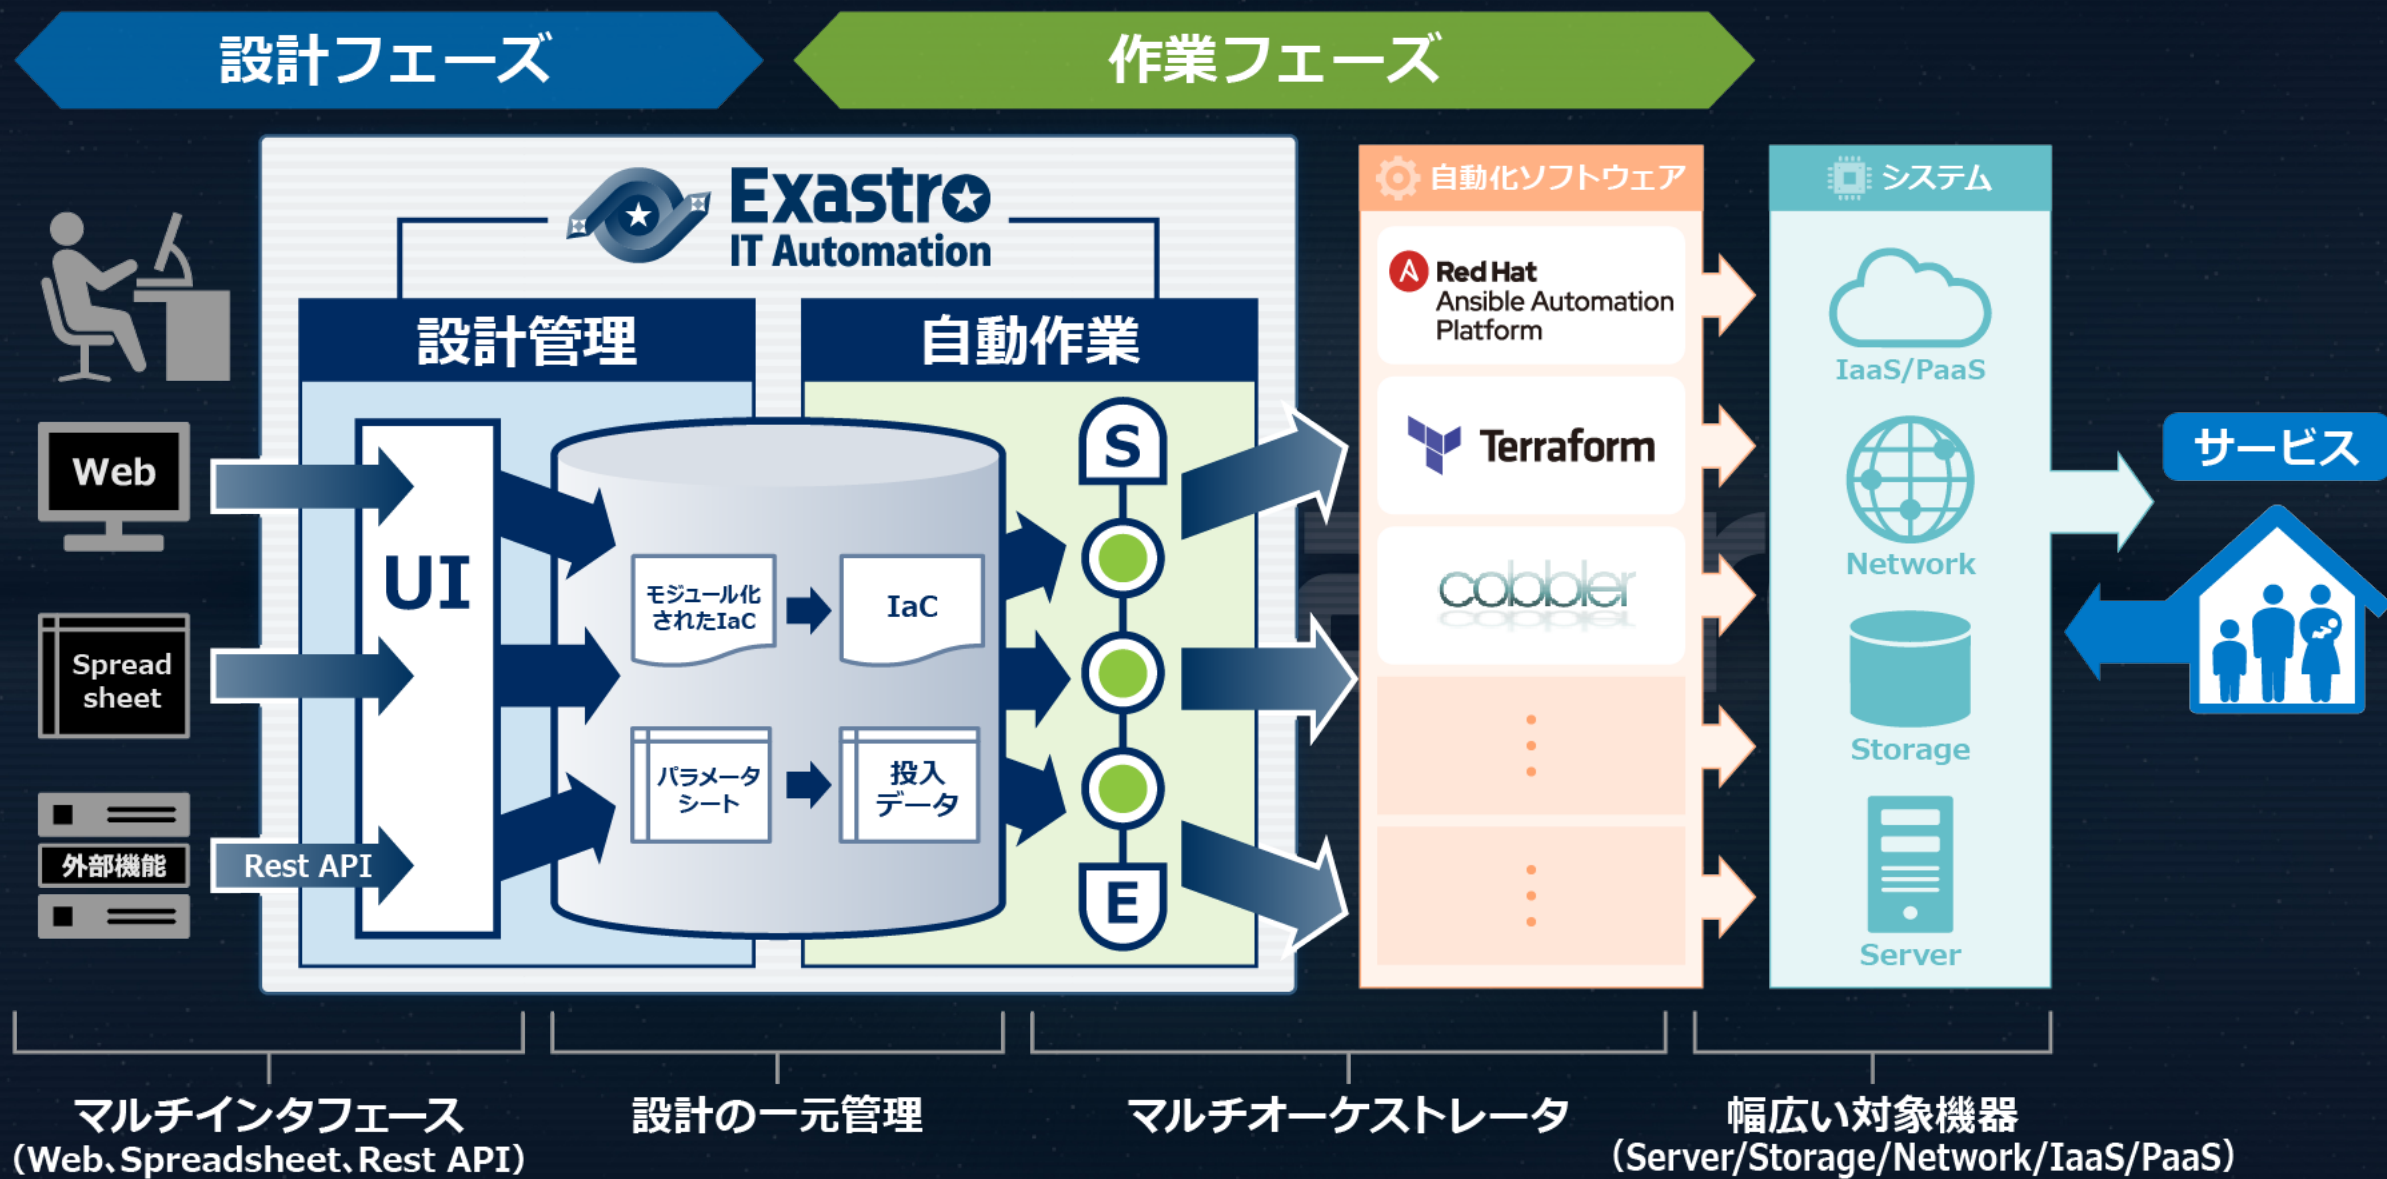 設計フェーズ
作業フェーズ
Exastro
IT Automation
設計管理
自動作業
Web
Spread
sheet
外部機能
Rest API
UI
モジュール化
されたIaC
IaC
パラメータ
シート
投入
データ
S
E
自動化ソフトウェア
Red Hat
Ansible Automation
Platform
Terraform
cobbler
システム
IaaS/PaaS
Network
Storage
Server
サービス
マルチインタフェース
（Web、Spreadsheet、Rest API）
設計の一元管理
マルチオーケストレータ
幅広い対象機器
（Server/Storage/Network/IaaS/PaaS）